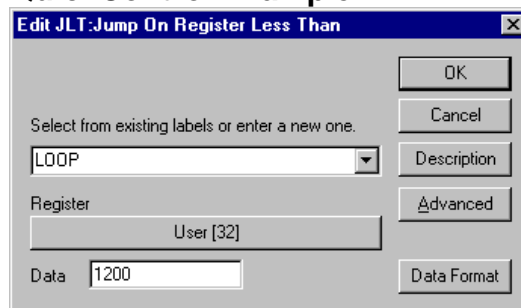 Edit JLT:Jump On Register Less Than
OK
Select from existing labels or enter a new one.
Cancel
LOOP
Description
Register
Advanced
User [32]
Data 1200
Data Format